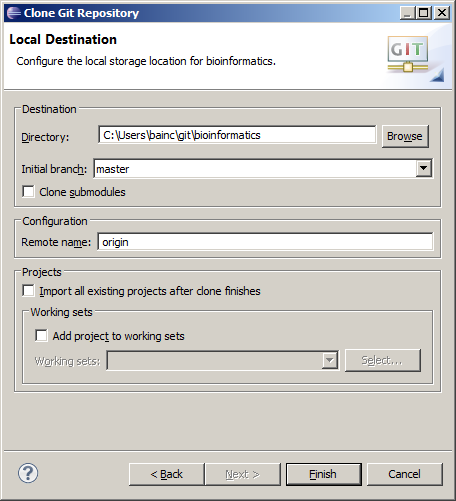 Clone Git Repository
Local Destination
Configure the local storage location for bioinformatics.
GIT
Destination
Directory: C:\Users\bainc\git\bioinformatics Browse
Initial branch: master
Clone submodules
Configuration
Remote name: origin
Projects
Import all existing projects after clone finishes
Working sets
Add project to working sets
Working sets: Select...
? < Back Next > Finish Cancel